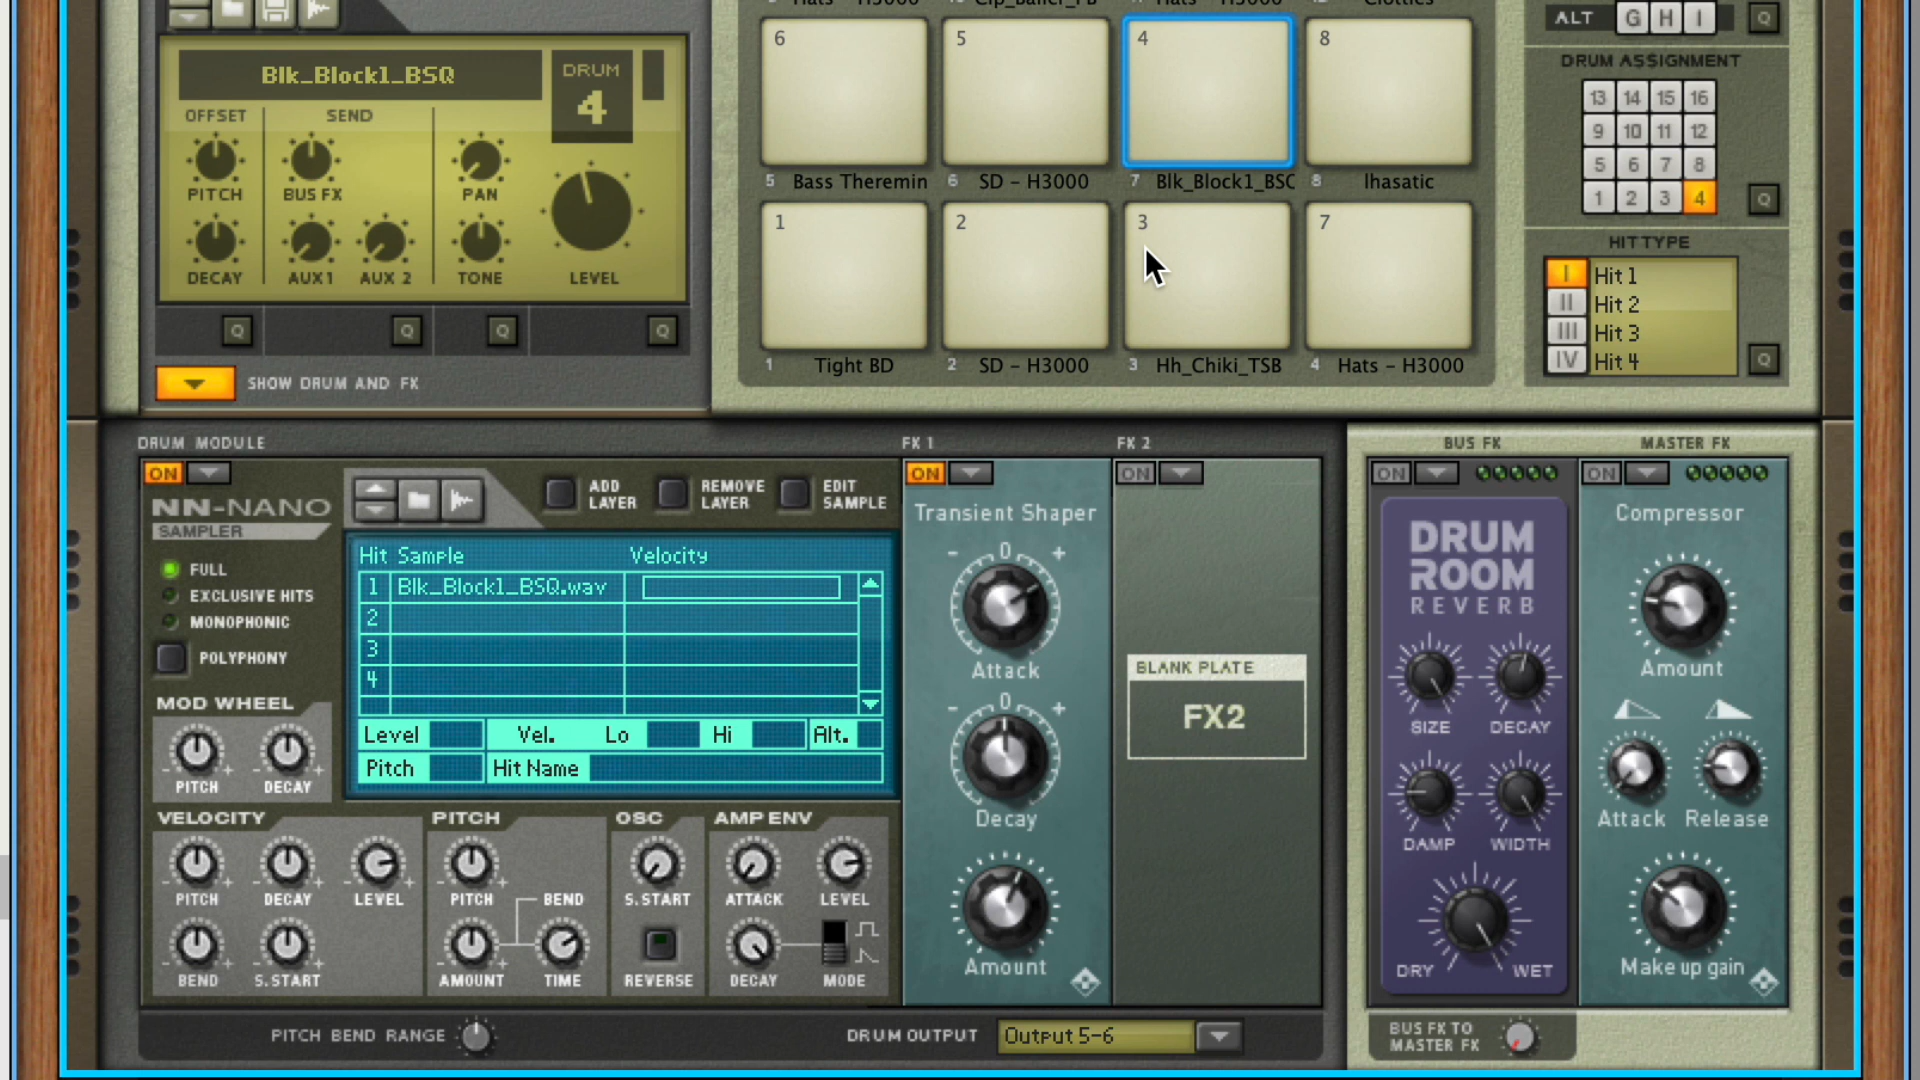 ALT G H I Q
Blk_Block1_BSQ
DRUM
4
OFFSET SEND
PITCH BUS FX PAN
DECAY AUX 1 AUX 2 TONE LEVEL
Q Q Q Q
SHOW DRUM AND FX
6 5 4 8
5 Bass Theremin 6 SD - H3000 7 Blk_Block1_BSC 8 lhasatic
1 2 3 7
1 Tight BD 2 SD - H3000 3 Hh_Chiki_TSB 4 Hats - H3000
DRUM ASSIGNMENT
13 14 15 16
9 10 11 12
5 6 7 8
1 2 3 4 Q
HIT TYPE
I Hit 1
II Hit 2
III Hit 3
IV Hit 4 Q
DRUM MODULE FX 1 FX 2 BUS FX MASTER FX
ON
NN-NANO
SAMPLER
ADD LAYER
REMOVE LAYER
EDIT SAMPLE
FULL
EXCLUSIVE HITS
MONOPHONIC
POLYPHONY
MOD WHEEL
PITCH DECAY
Hit Sample Velocity
1 Blk_Block1_BSQ.wav
2
3
4
Level Vel. Lo Hi Alt.
Pitch Hit Name
VELOCITY PITCH OSC AMP ENV
PITCH DECAY LEVEL PITCH BEND S.START ATTACK LEVEL
BEND S.START AMOUNT TIME REVERSE DECAY MODE
ON
Transient Shaper
- 0 +
Attack
- 0 +
Decay
Amount
ON
BLANK PLATE
FX2
ON
DRUM
ROOM
REVERB
SIZE DECAY
DAMP WIDTH
DRY WET
ON
Compressor
Amount
Attack Release
Make up gain
PITCH BEND RANGE
DRUM OUTPUT Output 5-6
BUS FX TO
MASTER FX